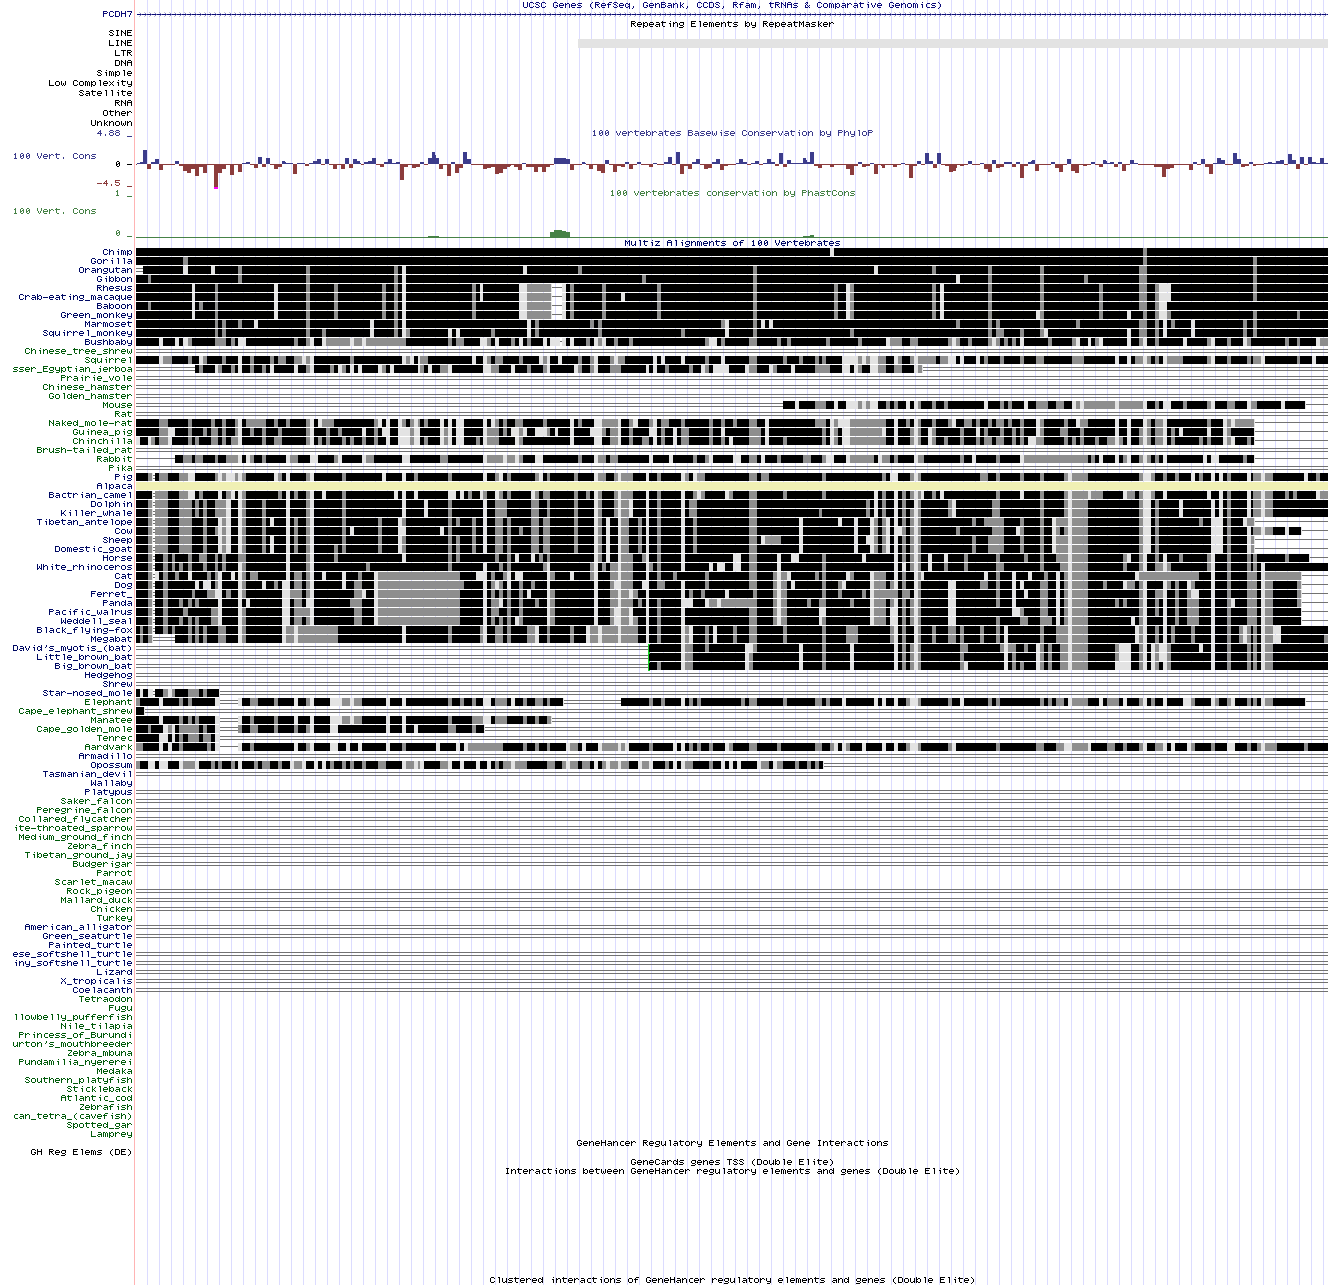 UCSC Genes (RefSeq, GenBank, CCDS, Rfam, tRNAs & Comparative Genomics)
PCDH7
Repeating Elements by RepeatMasker
SINE
LINE
LTR
DNA
Simple
Low Complexity
Satellite
RNA
Other
Unknown
4.88 _
100 vertebrates Basewise Conservation by PhyloP
100 Vert. Cons
0 -
-4.5 _
1 _
100 vertebrates conservation by PhastCons
100 Vert. Cons
0 _
Multiz Alignments of 100 Vertebrates
Chimp
Gorilla
Orangutan
Gibbon
Rhesus
Crab-eating_macaque
Baboon
Green_monkey
Marmoset
Squirrel_monkey
Bushbaby
Chinese_tree_shrew
Squirrel
sser_Egyptian_jerboa
Prairie_vole
Chinese_hamster
Golden_hamster
Mouse
Rat
Naked_mole-rat
Guinea_pig
Chinchilla
Brush-tailed_rat
Rabbit
Pika
Pig
Alpaca
Bactrian_camel
Dolphin
Killer_whale
Tibetan_antelope
Cow
Sheep
Domestic_goat
Horse
White_rhinoceros
Cat
Dog
Ferret_
Panda
Pacific_walrus
Weddell_seal
Black_flying-fox
Megabat
David's_myotis_(bat)
Little_brown_bat
Big_brown_bat
Hedgehog
Shrew
Star-nosed_mole
Elephant
Cape_elephant_shrew
Manatee
Cape_golden_mole
Tenrec
Aardvark
Armadillo
Opossum
Tasmanian_devil
Wallaby
Platypus
Saker_falcon
Peregrine_falcon
Collared_flycatcher
ite-throated_sparrow
Medium_ground_finch
Zebra_finch
Tibetan_ground_jay
Budgerigar
Parrot
Scarlet_macaw
Rock_pigeon
Mallard_duck
Chicken
Turkey
American_alligator
Green_seaturtle
Painted_turtle
ese_softshell_turtle
iny_softshell_turtle
Lizard
X_tropicalis
Coelacanth
Tetraodon
Fugu
llowbelly_pufferfish
Nile_tilapia
Princess_of_Burundi
urton's_mouthbreeder
Zebra_mbuna
Pundamilia_nyererei
Medaka
Southern_platyfish
Stickleback
Atlantic_cod
Zebrafish
can_tetra_(cavefish)
Spotted_gar
Lamprey
GeneHancer Regulatory Elements and Gene Interactions
GH Reg Elems (DE)
GeneCards genes TSS (Double Elite)
Interactions between GeneHancer regulatory elements and genes (Double Elite)
Clustered interactions of GeneHancer regulatory elements and genes (Double Elite)